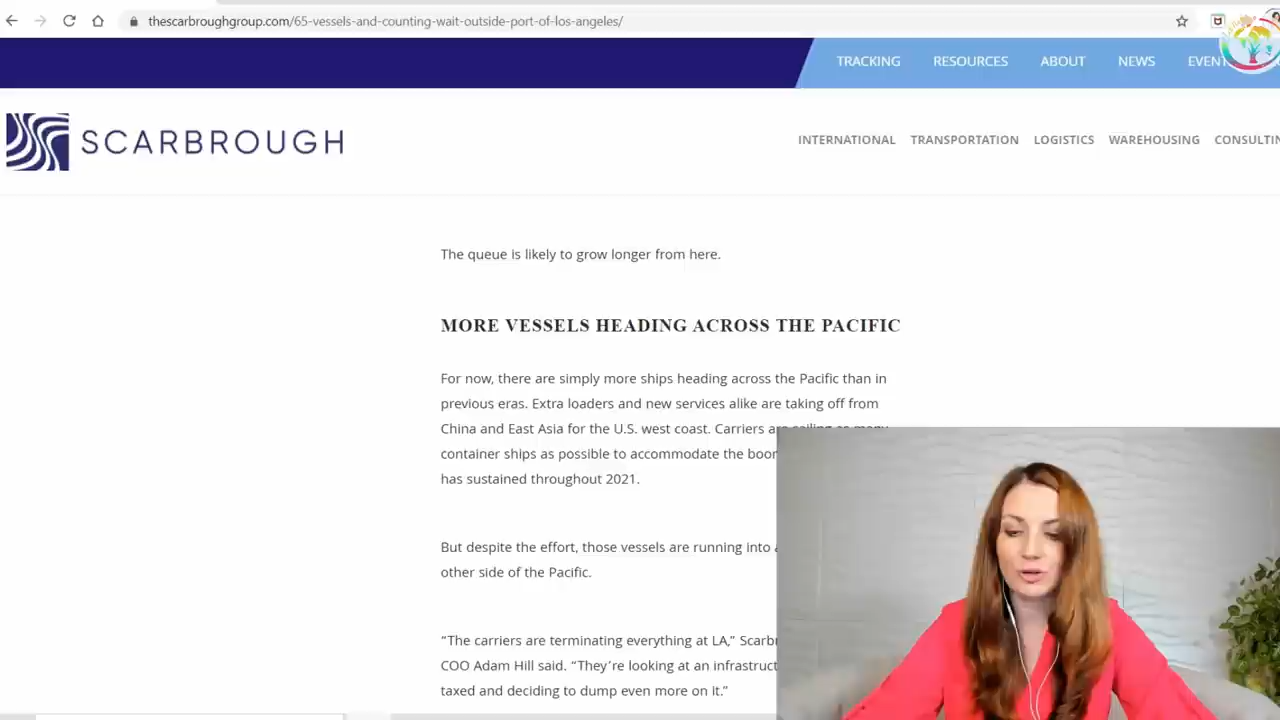 thescarbroughgroup.com/65-vessels-and-counting-wait-outside-port-of-los-angeles/
TRACKING RESOURCES ABOUT NEWS
SCARBROUGH
INTERNATIONAL TRANSPORTATION LOGISTICS WAREHOUSING
The queue is likely to grow longer from here.
MORE VESSELS HEADING ACROSS THE PACIFIC
For now, there are simply more ships heading across the Pacific than in
previous eras. Extra loaders and new services alike are taking off from
China and East Asia for the U.S. west coast. Carriers are sailing as many
container ships as possible to accommodate the
has sustained throughout 2021.
But despite the effort, those vessels are running into
other side of the Pacific.
“The carriers are terminating everything at LA,”
COO Adam Hill said. “They’re looking at an
taxed and deciding to dump even more on it.”